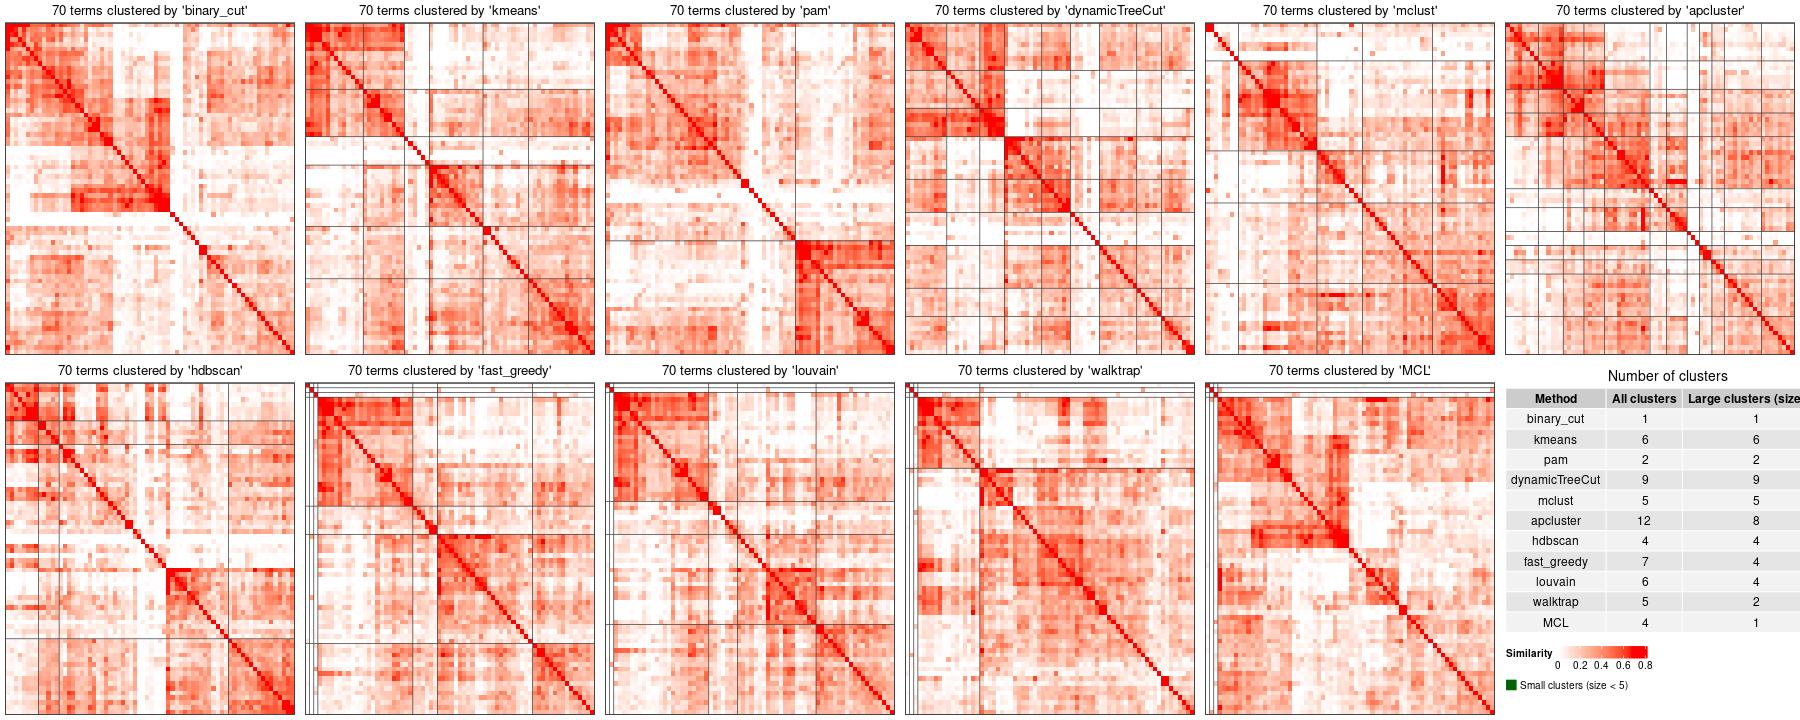 70 terms clustered by 'binary_cut'
70 terms clustered by 'kmeans'
70 terms clustered by 'pam'
70 terms clustered by 'dynamicTreeCut'
70 terms clustered by 'mclust'
70 terms clustered by 'apcluster'
70 terms clustered by 'hdbscan'
70 terms clustered by 'fast_greedy'
70 terms clustered by 'louvain'
70 terms clustered by 'walktrap'
70 terms clustered by 'MCL'
Number of clusters
Method All clusters Large clusters (size
binary_cut 1 1
kmeans 6 6
pam 2 2
dynamicTreeCut 9 9
mclust 5 5
apcluster 12 8
hdbscan 4 4
fast_greedy 7 4
louvain 6 4
walktrap 5 2
MCL 4 1
Similarity
0 0.2 0.4 0.6 0.8
Small clusters (size < 5)